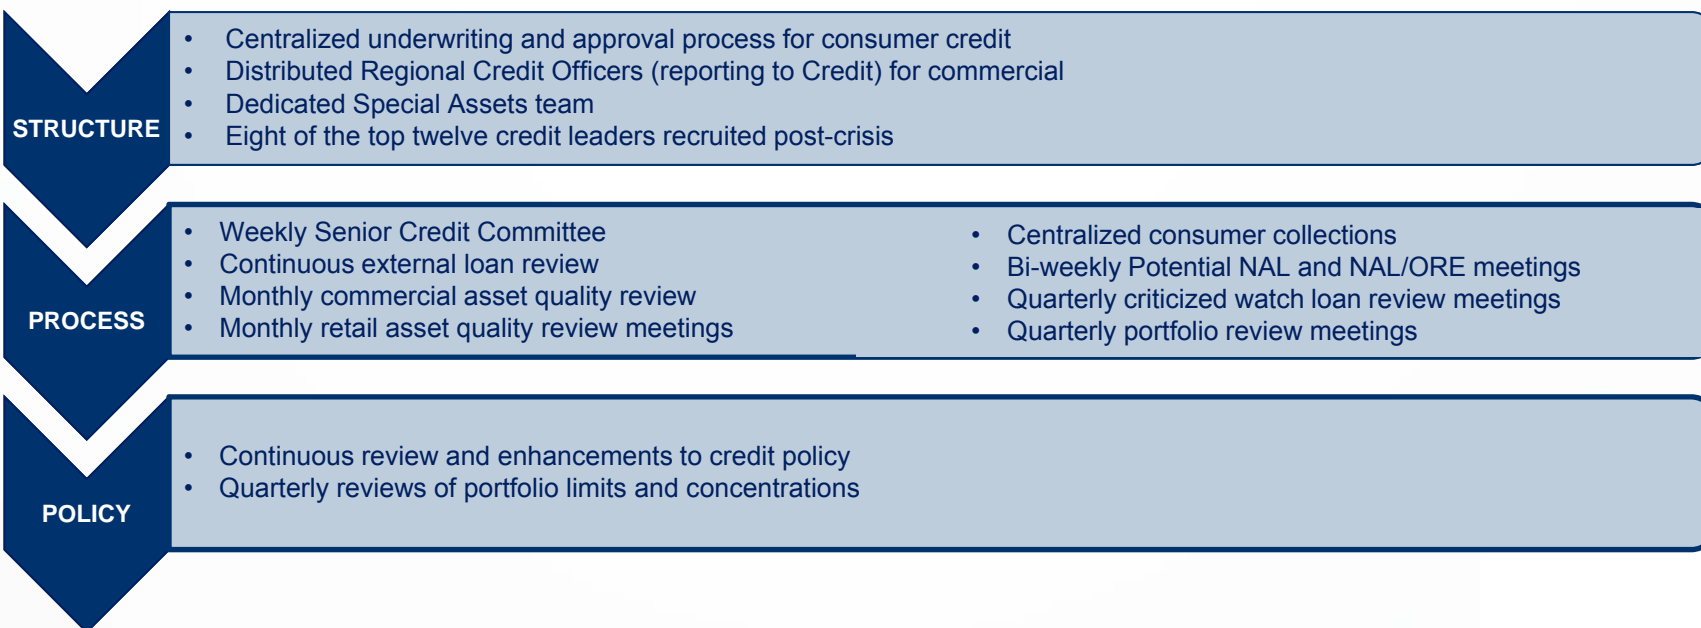 STRUCTURE
• Centralized underwriting and approval process for consumer credit
• Distributed Regional Credit Officers (reporting to Credit) for commercial
• Dedicated Special Assets team
• Eight of the top twelve credit leaders recruited post-crisis
PROCESS
• Weekly Senior Credit Committee
• Continuous external loan review
• Monthly commercial asset quality review
• Monthly retail asset quality review meetings
• Centralized consumer collections
• Bi-weekly Potential NAL and NAL/ORE meetings
• Quarterly criticized watch loan review meetings
• Quarterly portfolio review meetings
POLICY
• Continuous review and enhancements to credit policy
• Quarterly reviews of portfolio limits and concentrations